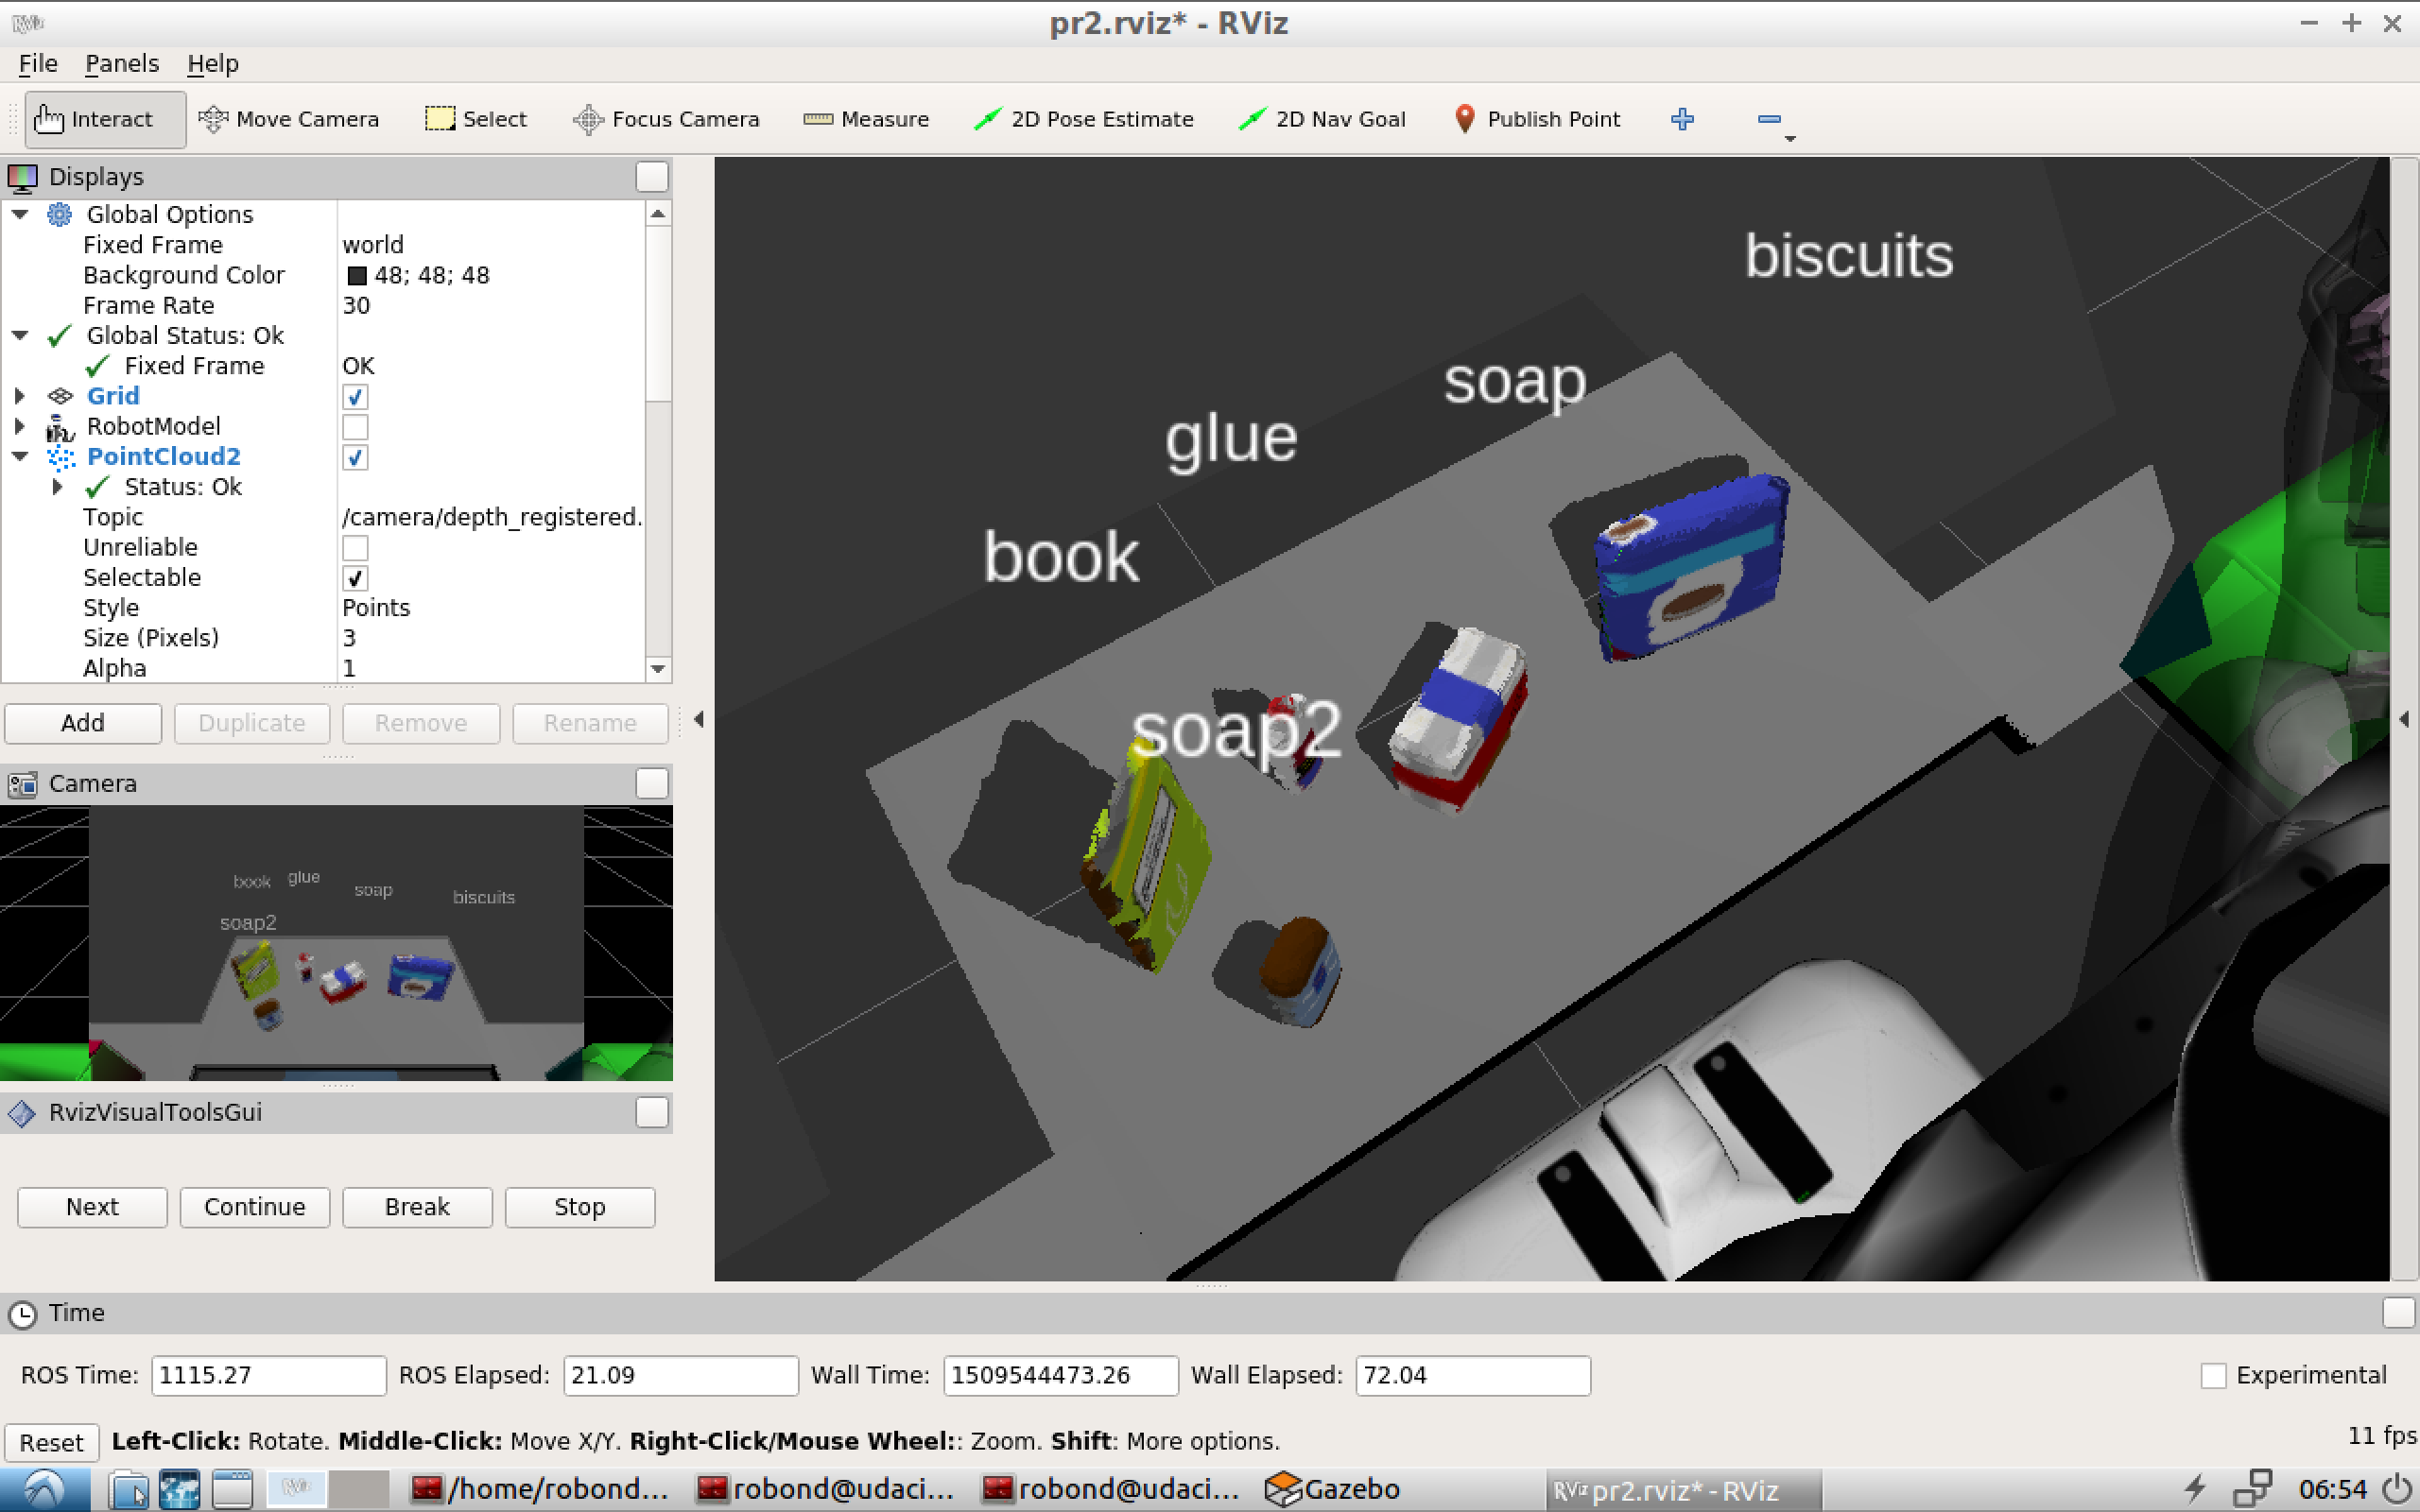 pr2.rviz* - RViz
File Panels Help
Interact Move Camera Select Focus Camera Measure 2D Pose Estimate 2D Nav Goal Publish Point
Displays
Global Options
Fixed Frame world
Background Color 48; 48; 48
Frame Rate 30
Global Status: Ok
Fixed Frame OK
Grid
RobotModel
PointCloud2
Status: Ok
Topic /camera/depth_registered.
Unreliable
Selectable
Style Points
Size (Pixels) 3
Alpha 1
Add Duplicate Remove Rename
Camera
book glue soap biscuits
soap2
RvizVisualToolsGui
Next Continue Break Stop
biscuits
soap
glue
book
soap2
Time
ROS Time: 1115.27 ROS Elapsed: 21.09 Wall Time: 1509544473.26 Wall Elapsed: 72.04 Experimental
Reset Left-Click: Rotate. Middle-Click: Move X/Y. Right-Click/Mouse Wheel:: Zoom. Shift: More options. 11 fps
/home/robond... robond@udaci... robond@udaci... Gazebo RViz pr2.rviz* - RViz 06:54